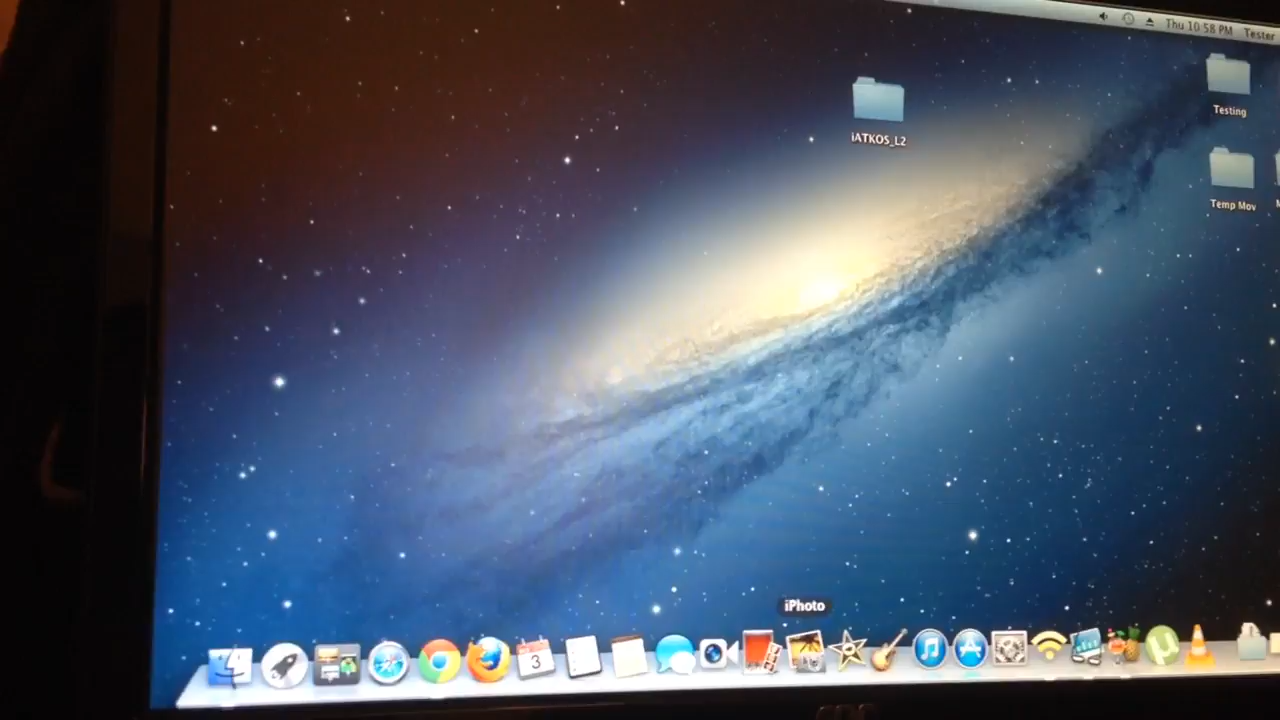 Thu 10:58 PM Tester
Testing
iATKOS_L2
Temp Mov
iPhoto
3